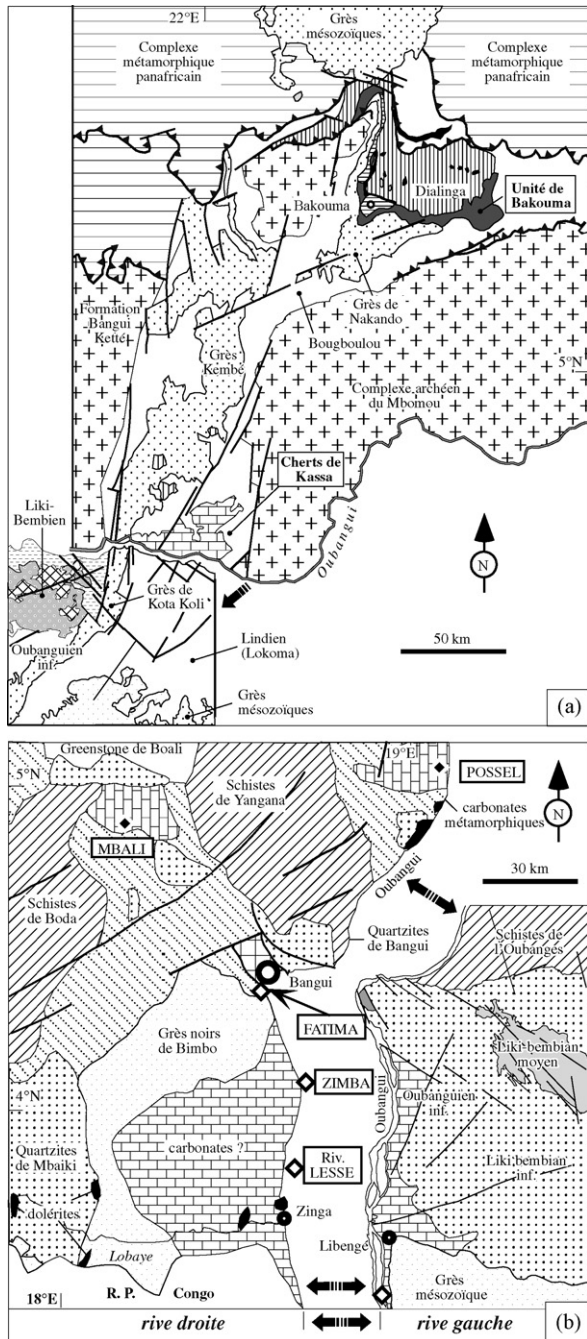 22°E
Grès
mésozoïques
Complexe
métamorphique
panafricain
Complexe
métamorphique
panafricain
Bakouma
Dialinga
Unité de
Bakouma
Formation
Bangui
Ketté
Grès de
Nakando
Bougboulou
Grès
Kembé
5°N
Complexe archéen
du Mbomou
Cherts de
Kassa
Liki-
Bembien
Oubangui
N
Grès de
Kota Koli
Oubanguien
inf.
Lindien
(Lokoma)
50 km
Grès
mésozoïques
(a)
Greenstone de Boali
19°E
5°N
Schistes
de Yangana
POSSEL
N
carbonates
métamorphiques
MBALI
Oubangui
30 km
Schistes
de Boda
Quartzites
de Bangui
Schistes de
l'Oubangés
Bangui
FATIMA
Grès noirs
de Bimbo
Liki bembian
moyen
ZIMBA
4°N
Oubangui
Oubanguien
inf.
Quartzites
de Mbaiki
carbonates ?
Riv.
LESSE
Liki bembian
inf.
Zinga
dolérites
Libenge
Lobaye
Grès
mésozoïque
18°E
R. P. Congo
(b)
rive droite
rive gauche